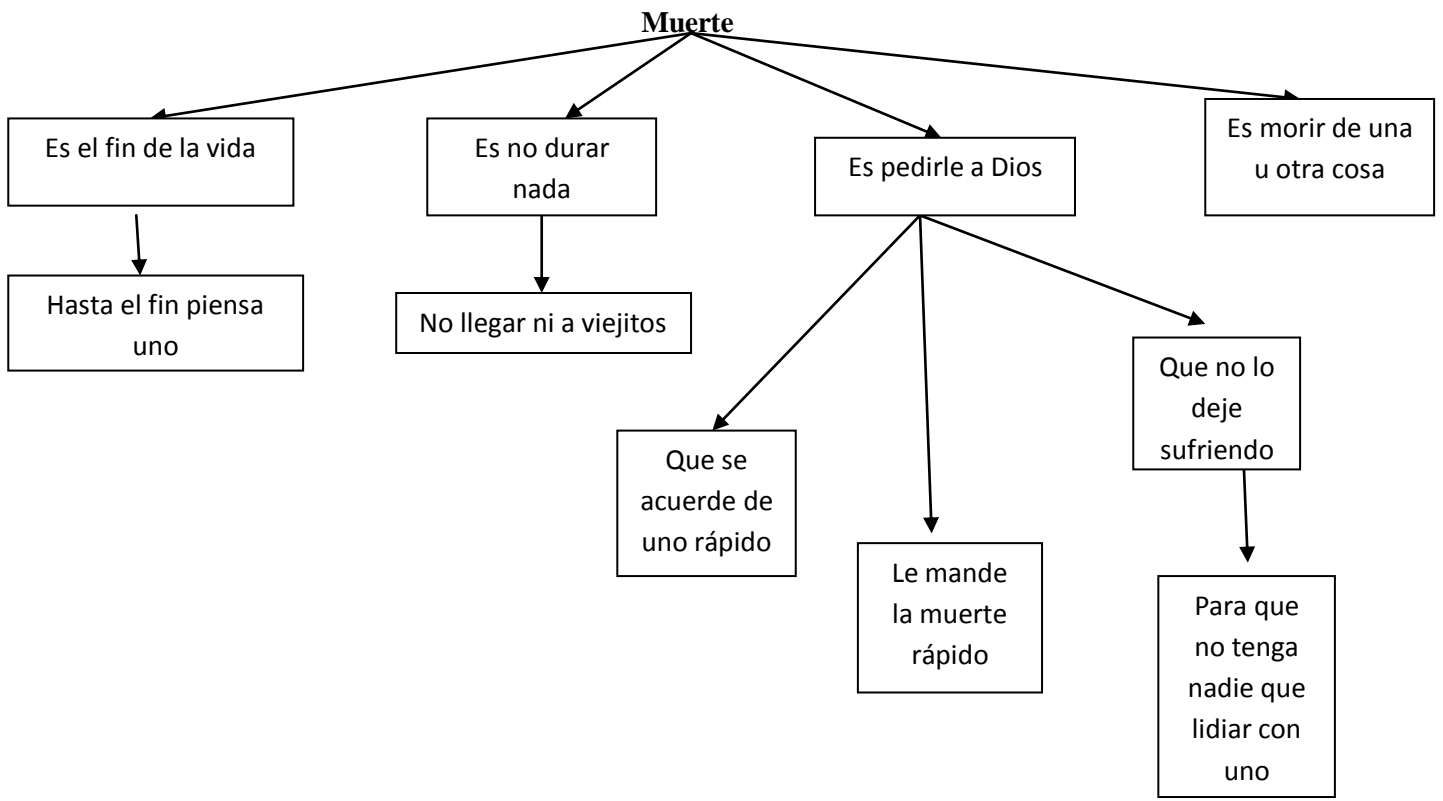 Muerte
Es el fin de la vida
Es no durar
nada
Es pedirle a Dios
Es morir de una
u otra cosa
Hasta el fin piensa
uno
No llegar ni a viejitos
Que se
acuerde de
uno rápido
Le mande
la muerte
rápido
Que no lo
deje
sufriendo
Para que
no tenga
nadie que
lidiar con
uno